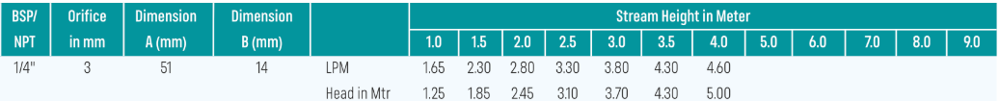 BSP/ Orifice Dimension Dimension Stream Height in Meter
NPT in mm A (mm) B (mm) 1.0 1.5 2.0 2.5 3.0 3.5 4.0 5.0 6.0 7.0 8.0 9.0
1/4" 3 51 14 LPM 1.65 2.30 2.80 3.30 3.80 4.30 4.60
Head in Mtr 1.25 1.85 2.45 3.10 3.70 4.30 5.00